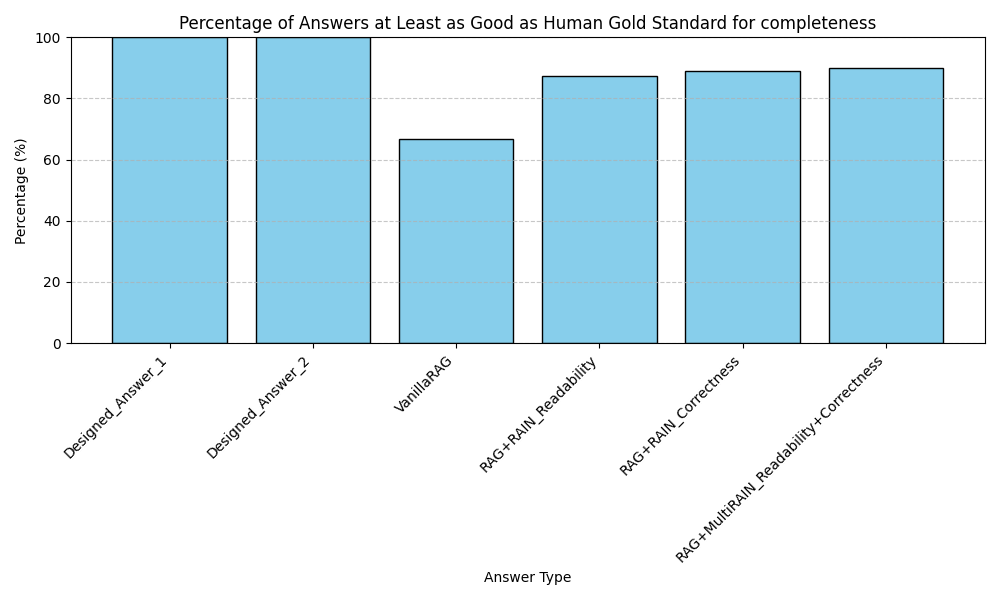 Percentage of Answers at Least as Good as Human Gold Standard for completeness
Percentage (%)
100
80
60
40
20
0
Designed_Answer_1
Designed_Answer_2
VanillaRAG
RAG+RAIN_Readability
RAG+RAIN_Correctness
RAG+MultiRAIN_Readability+Correctness
Answer Type